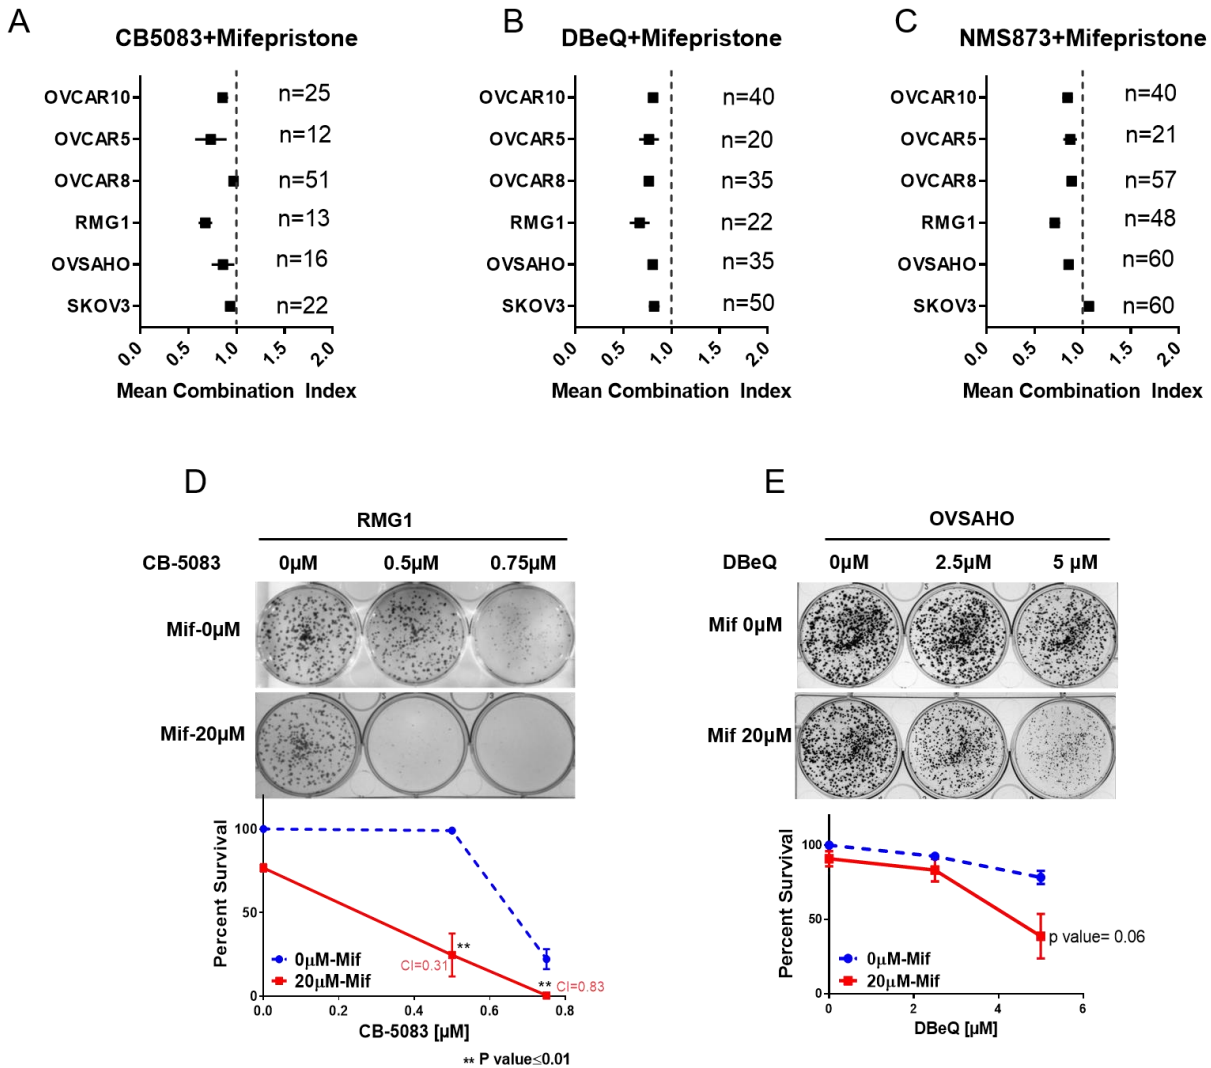 A
CB5083+Mifepristone
OVCAR10
n=25
OVCAR5
n=12
OVCAR8
n=51
RMG1
n=13
OVSAHO
n=16
SKOV3
n=22
0.0 0.5 1.0 1.5 2.0
Mean Combination Index
B
DBeQ+Mifepristone
OVCAR10
n=40
OVCAR5
n=20
OVCAR8
n=35
RMG1
n=22
OVSAHO
n=35
SKOV3
n=50
0.0 0.5 1.0 1.5 2.0
Mean Combination Index
C
NMS873+Mifepristone
OVCAR10
n=40
OVCAR5
n=21
OVCAR8
n=57
RMG1
n=48
OVSAHO
n=60
SKOV3
n=60
0.0 0.5 1.0 1.5 2.0
Mean Combination Index
D
RMG1
CB-5083 0μM 0.5μM 0.75μM
Mif-0μM
Mif-20μM
Percent Survival
100
50
0
**
CI=0.31
**
CI=0.83
0μM-Mif
20μM-Mif
0.0 0.2 0.4 0.6 0.8
CB-5083 [μM]
** P value≤0.01
E
OVSAHO
DBeQ 0μM 2.5μM 5 μM
Mif 0μM
Mif 20μM
Percent Survival
100
50
0
p value= 0.06
0μM-Mif
20μM-Mif
0 2 4 6
DBeQ [μM]